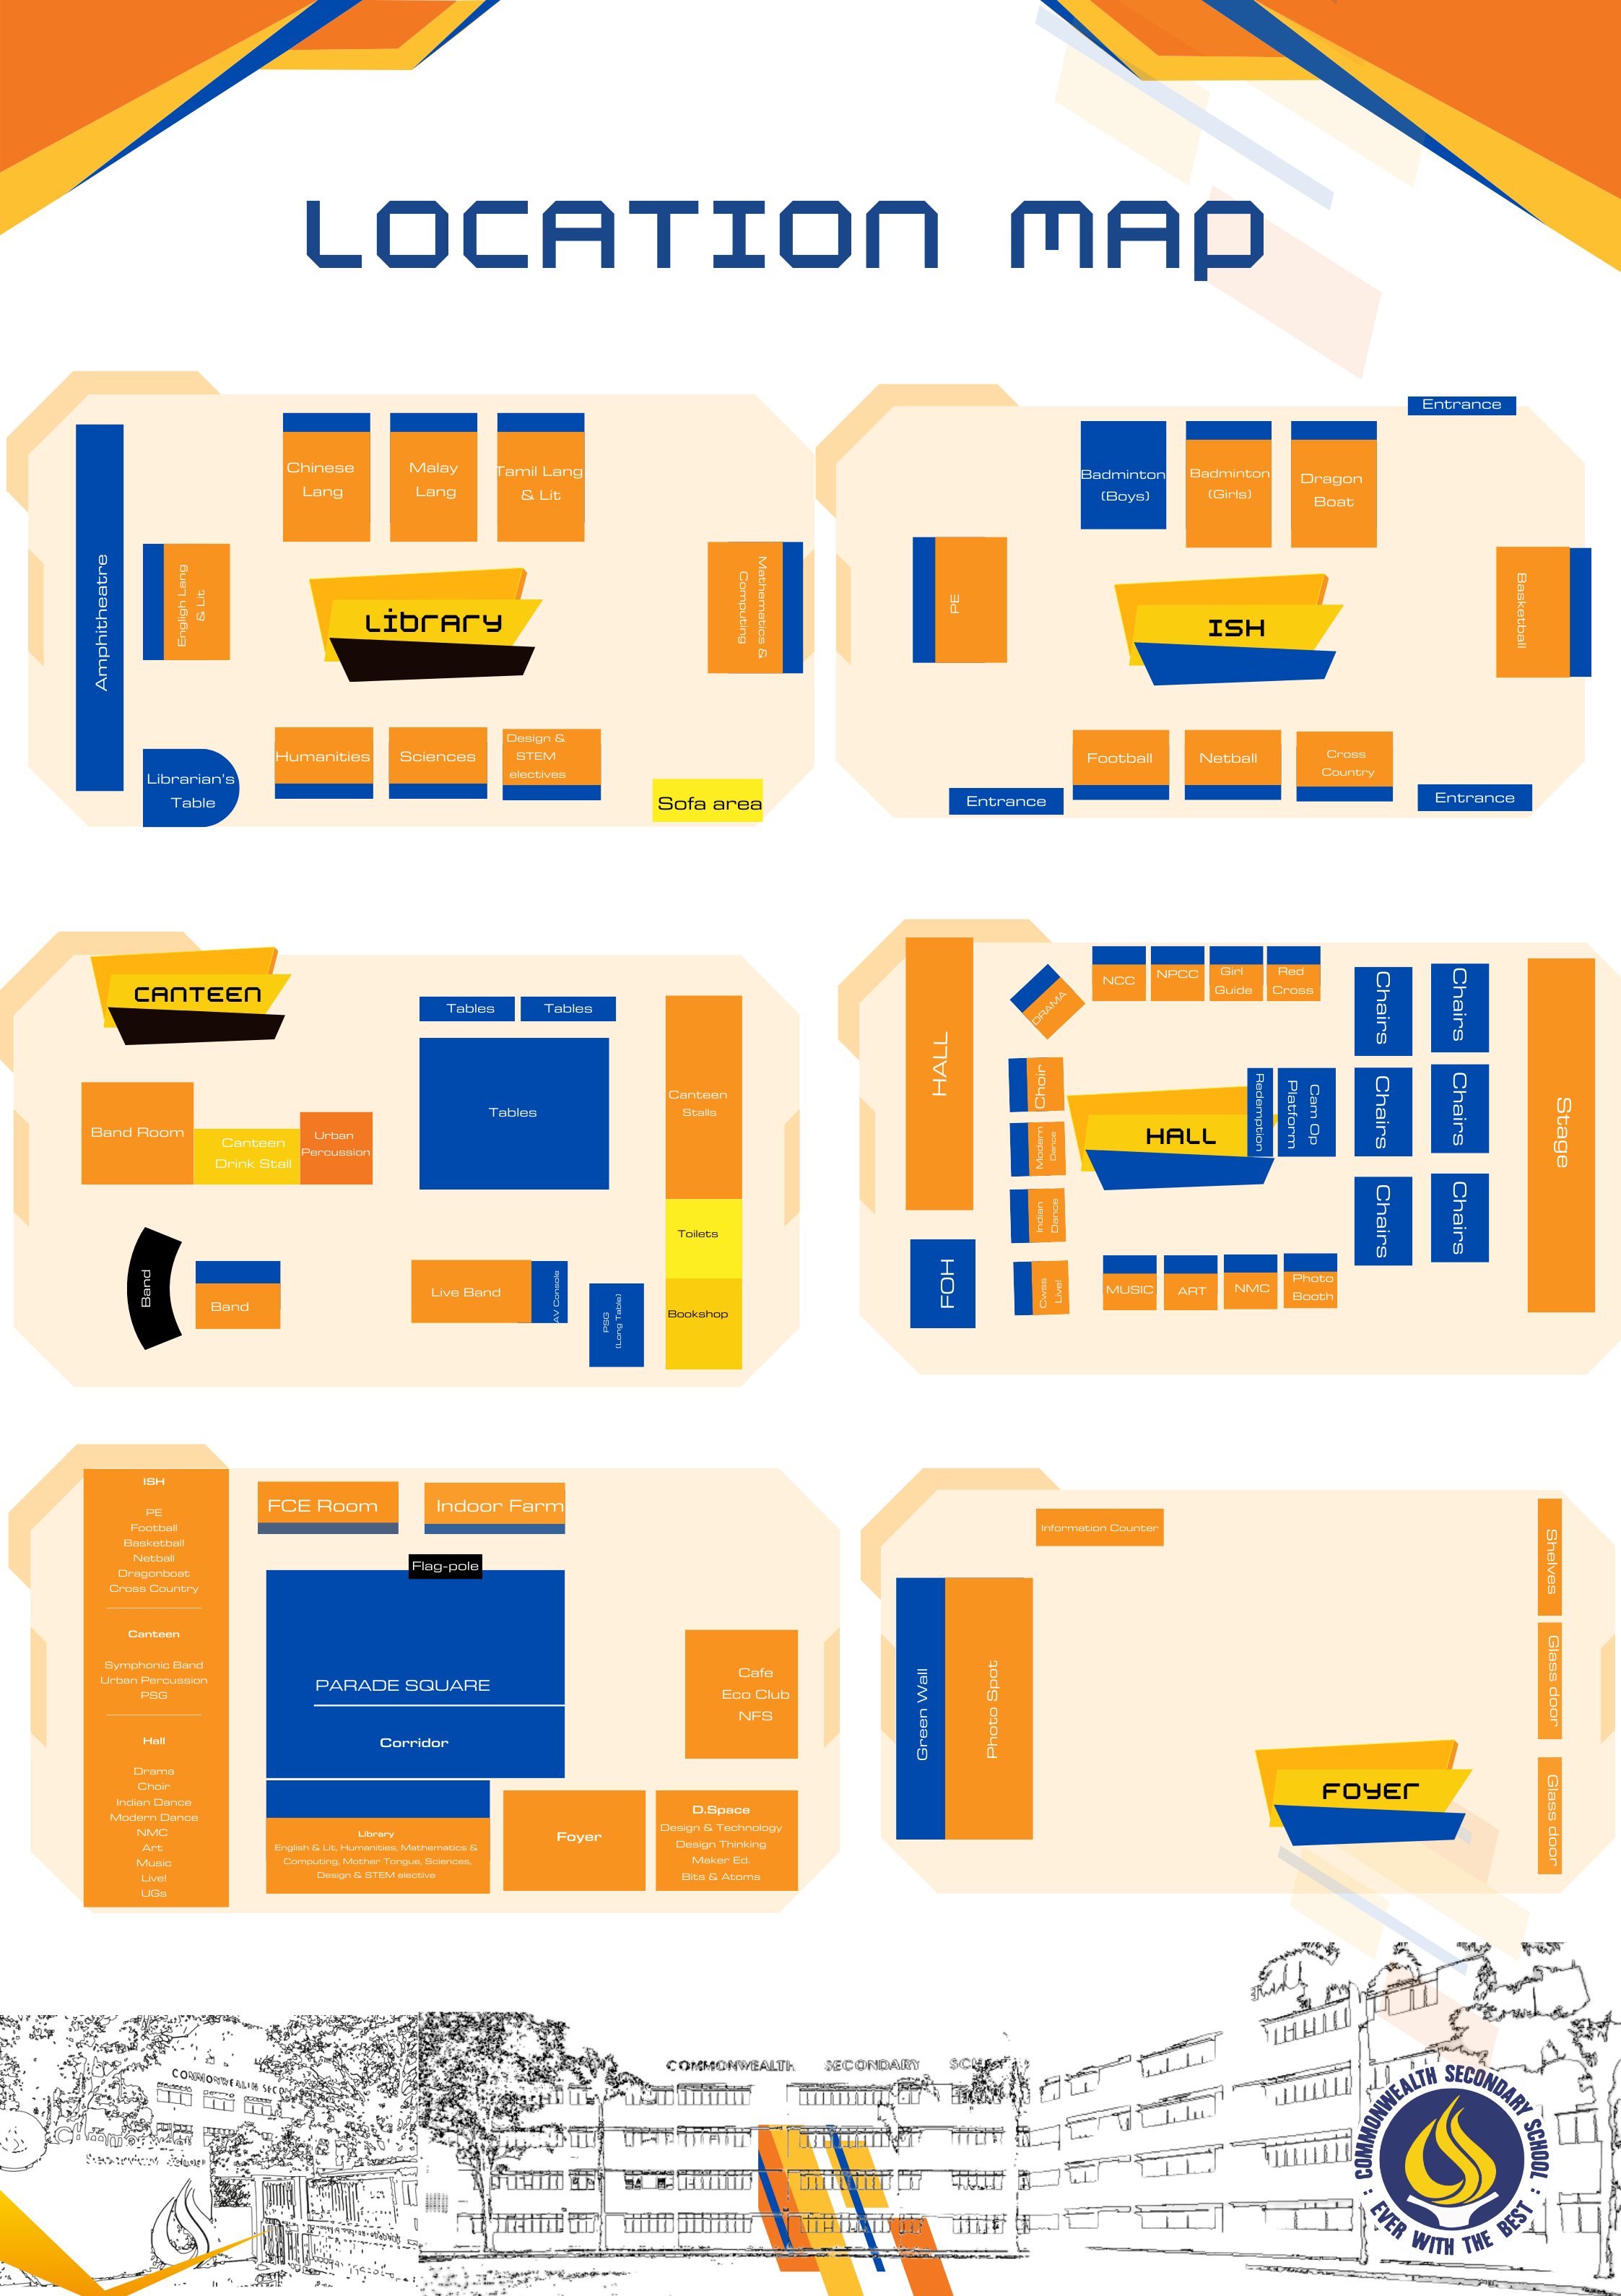 LOCATION MAP
Amphitheatre
Chinese
Lang
Malay
Lang
Tamil Lang
& Lit
Engligh Lang
& Lit
Library
Mathematics &
Computing
Librarian's
Table
Humanities
Sciences
Design &
STEM
electives
Sofa area
Entrance
Badminton
(Boys)
Badminton
(Girls)
Dragon
Boat
PE
ISH
Basketball
Entrance
Football
Netball
Cross
Country
Entrance
CANTEEN
Tables
Tables
Tables
Canteen
Stalls
Band Room
Canteen
Drink Stall
Urban
Percussion
Toilets
Band
Band
Live Band
AV Console
PSG
(Long Table)
Bookshop
HALL
DRAMA
NCC
NPCC
Girl
Guide
Red
Cross
Chairs
Chairs
Choir
HALL
Redemption
Cam Op
Platform
Chairs
Chairs
Stage
Modern
Dance
Indian
Dance
Chairs
Chairs
FOH
Cwss
Live!
MUSIC
ART
NMC
Photo
Booth
ISH
PE
Football
Basketball
Netball
Dragonboat
Cross Country
Canteen
Symphonic Band
Urban Percussion
PSG
Hall
Drama
Choir
Indian Dance
Modern Dance
NMC
Art
Music
Live!
UGs
FCE Room
Indoor Farm
Flag-pole
PARADE SQUARE
Corridor
Cafe
Eco Club
NFS
Library
English & Lit, Humanities, Mathematics &
Computing, Mother Tongue, Sciences,
Design & STEM elective
Foyer
D.Space
Design & Technology
Design Thinking
Maker Ed.
Bits & Atoms
Information Counter
Green Wall
Photo Spot
Shelves
Glass door
Glass door
FOYER
COMMONWEALTH SECO
COMMONWEALTH SECONDARY SCH
COMMONWEALTH SECONDARY SCHOOL
: EVER WITH THE BEST :